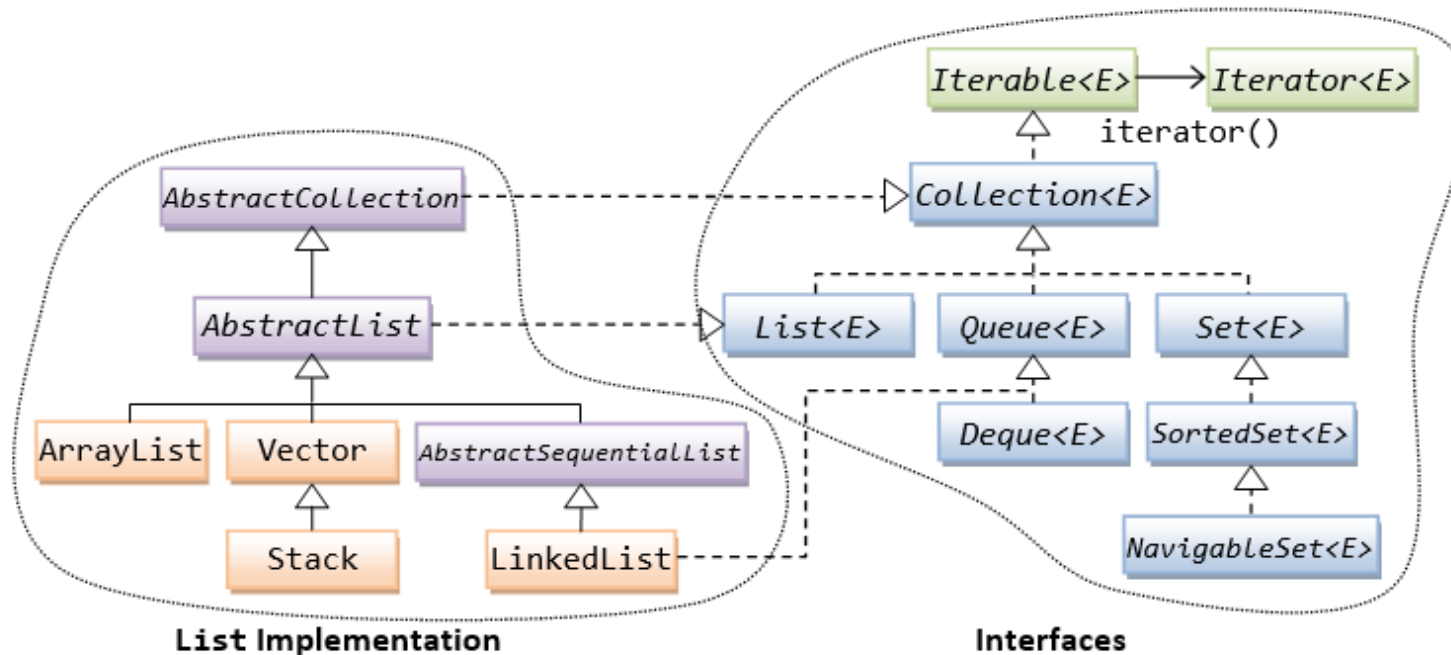 Iterable<E>
Iterator<E>
iterator()
AbstractCollection
Collection<E>
AbstractList
List<E>
Queue<E>
Set<E>
ArrayList
Vector
AbstractSequentialList
Deque<E>
SortedSet<E>
Stack
LinkedList
NavigableSet<E>
List Implementation
Interfaces